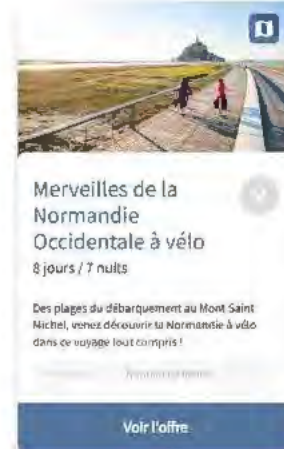 Merveilles de la
Normandie
Occidentale à vélo
8 jours / 7 nuits
Des plages du débarquement au Mont Saint
Michel, venez découvrir la Normandie à vélo
dans ce voyage tout compris !
Voir l'offre